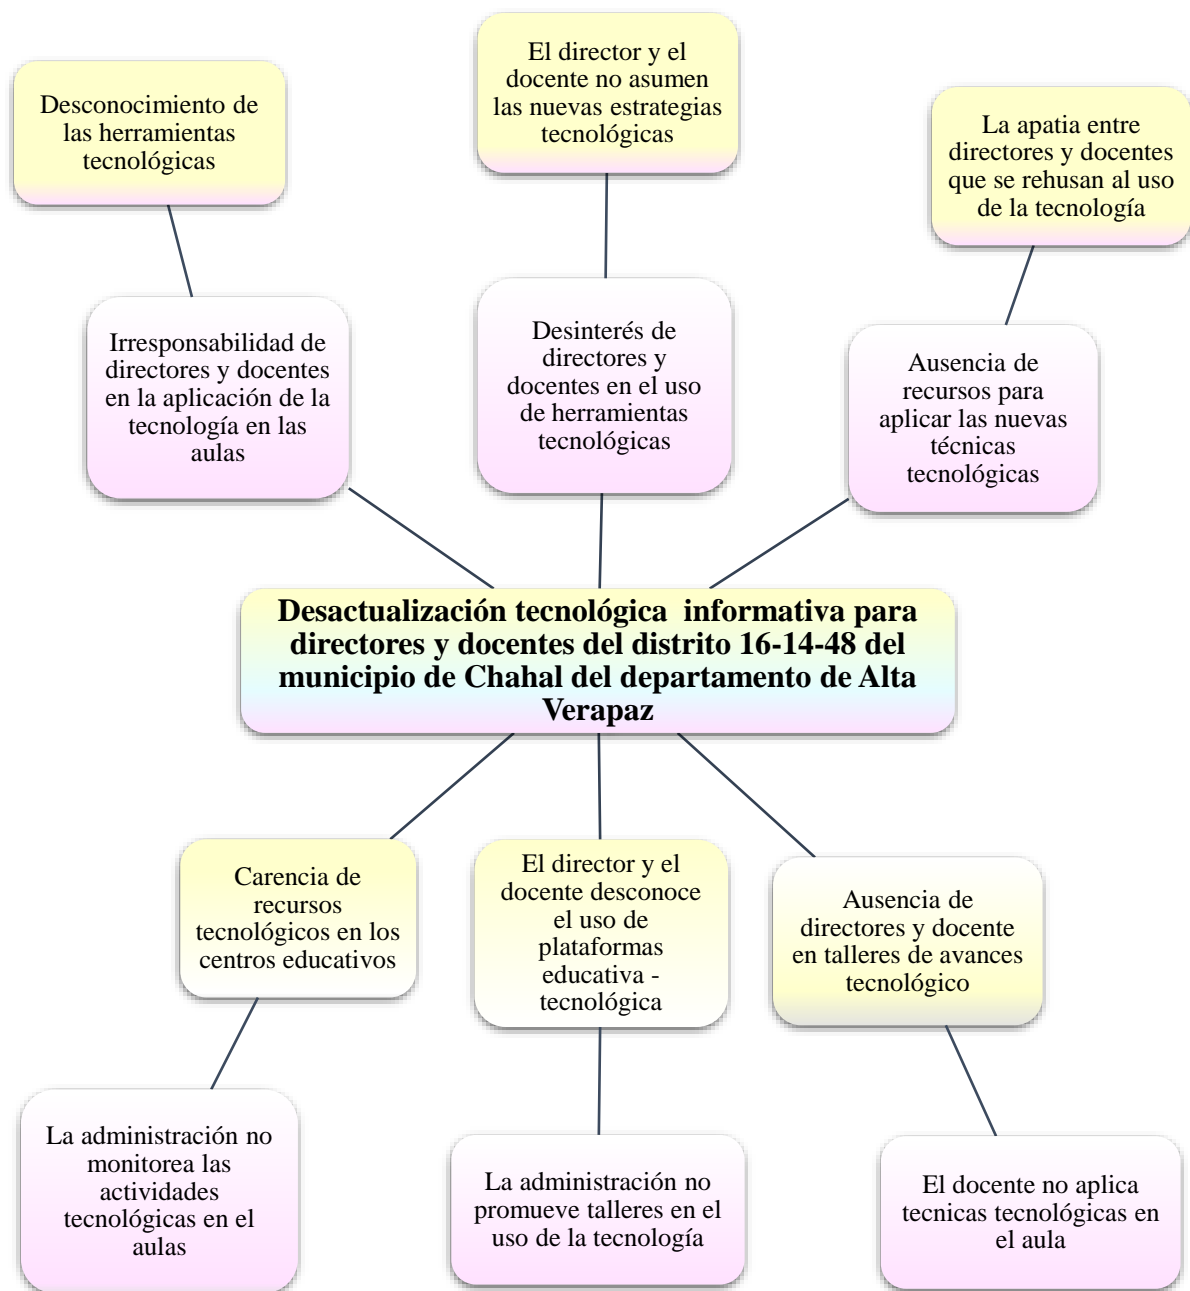 El director y el
docente no asumen
las nuevas estrategias
tecnológicas
Desconocimiento de
las herramientas
tecnológicas
La apatia entre
directores y docentes
que se rehusan al uso
de la tecnología
Irresponsabilidad de
directores y docentes
en la aplicación de la
tecnología en las
aulas
Desinterés de
directores y
docentes en el uso
de herramientas
tecnológicas
Ausencia de
recursos para
aplicar las nuevas
técnicas
tecnológicas
Desactualización tecnológica informativa para
directores y docentes del distrito 16-14-48 del
municipio de Chahal del departamento de Alta
Verapaz
Carencia de
recursos
tecnológicos en los
centros educativos
El director y el
docente desconoce
el uso de
plataformas
educativa -
tecnológica
Ausencia de
directores y docente
en talleres de avances
tecnológico
La administración no
monitorea las
actividades
tecnológicas en el
aulas
La administración no
promueve talleres en el
uso de la tecnología
El docente no aplica
tecnicas tecnológicas en
el aula